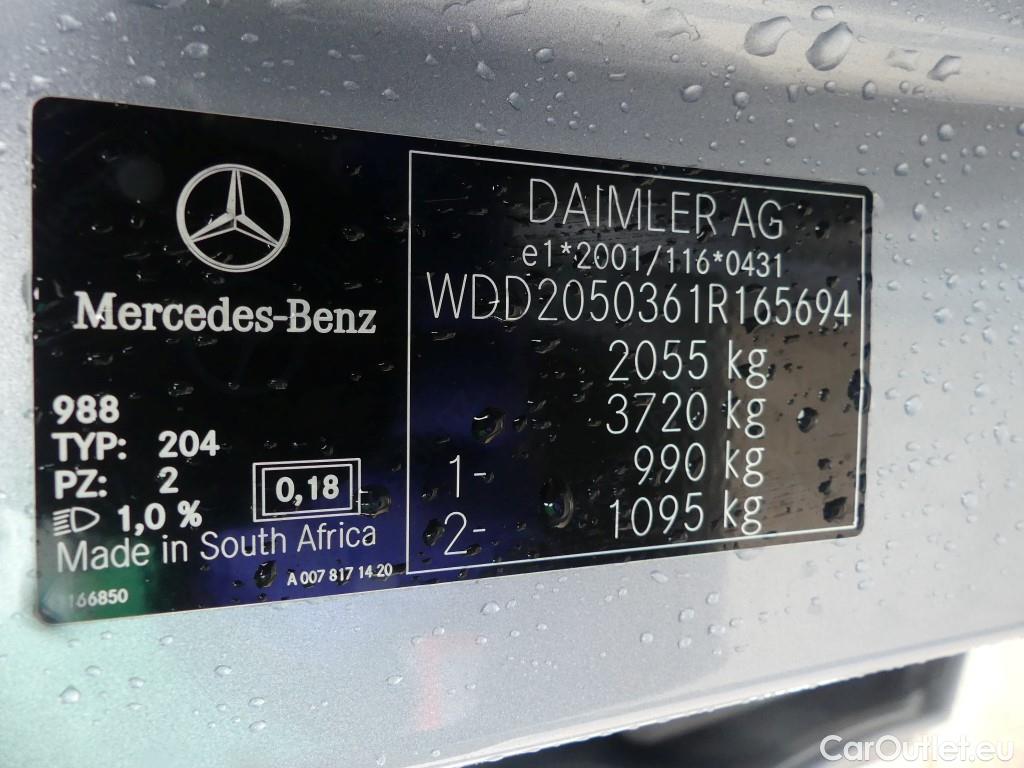 Mercedes-Benz
988
TYP: 204
PZ: 2
1,0 %
0,18
Made in South Africa
A 007 817 14 20
166850
DAIMLER AG
e1*2001/116*0431
WDD2050361R165694
2055 kg
3720 kg
1- 990 kg
2- 1095 kg
CarOutlet.eu